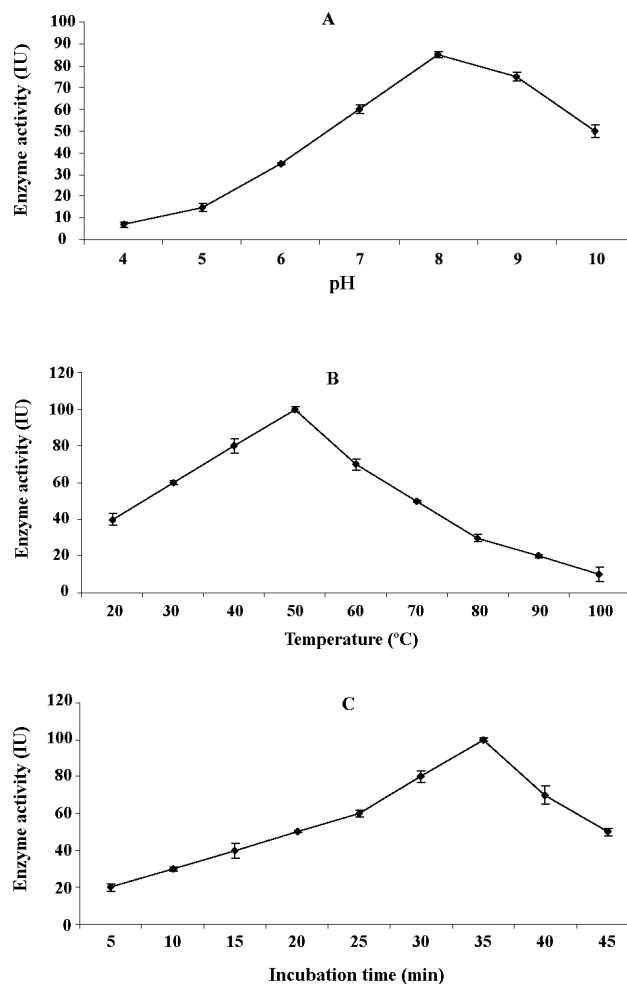 A
Enzyme activity (IU)
100
90
80
70
60
50
40
30
20
10
0
4 5 6 7 8 9 10
pH
B
Enzyme activity (IU)
120
100
80
60
40
20
0
20 30 40 50 60 70 80 90 100
Temperature (°C)
C
Enzyme activity (IU)
120
100
80
60
40
20
0
5 10 15 20 25 30 35 40 45
Incubation time (min)